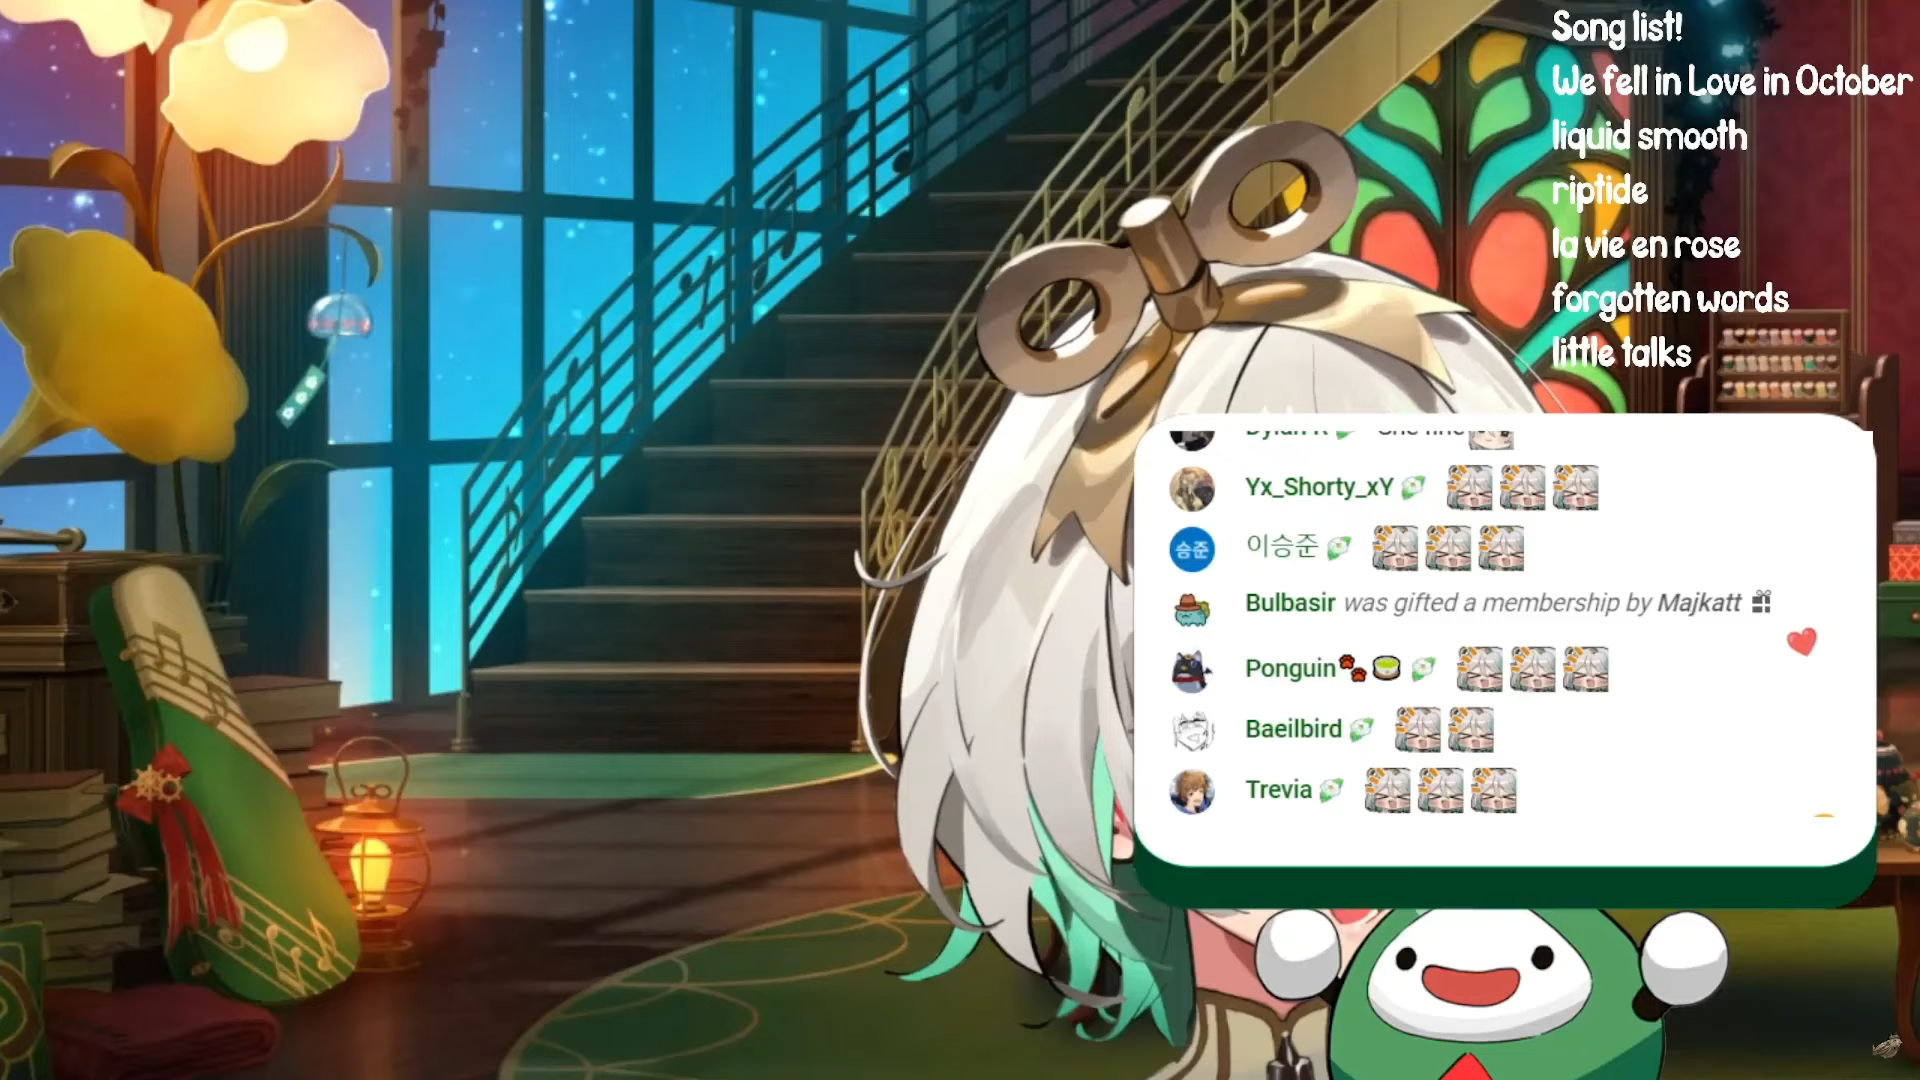 Song list!
We fell in Love in October
liquid smooth
riptide
la vie en rose
forgotten words
little talks
Yx_Shorty_xY
승준 이승준
Bulbasir was gifted a membership by Majkatt
Ponguin
Baeilbird
Trevia